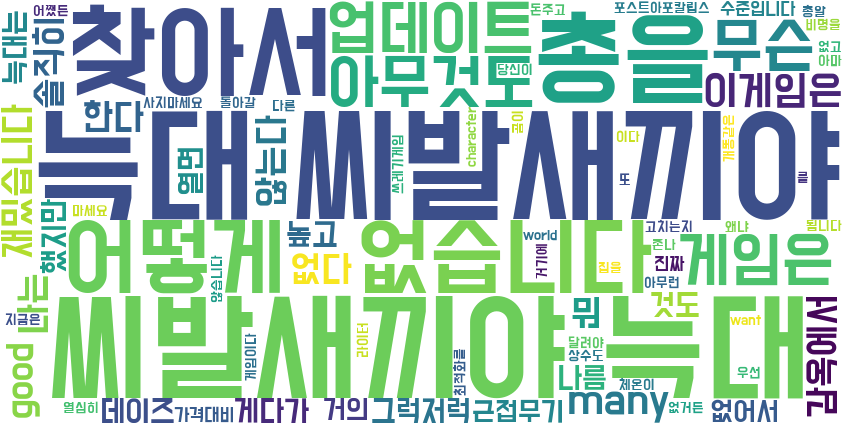 어쨌든
늑대는
솔직히
찾아서
업데이트
돈주고
포스트아포칼립스
수준입니다
총알
비명을
총을
무슨
없고
아마
아무것도
당신이
이게임은
재밌습니다
한다
사지마세요
돌아갈
다른
늑대
씨발새끼야
열면
않는다
쓰레기게임
character
곰이
이다
또
를
개똥같은
마세요
했지만
어떻게
높고
없습니다
world
거기에
고치는지
왜냐
됩니다
존나
게임은
진짜
없다
집을
아무런
않습니다
나는
지금은
good
씨발새끼야
늑대
게임이다
라이터
최적화를
뭐
것도
want
달려야
상수도
나름
체온이
우선
감옥에서
열심히
데이즈
가격대비
게다가
거의
그럭저럭
근접무기
many
없거든
없어서